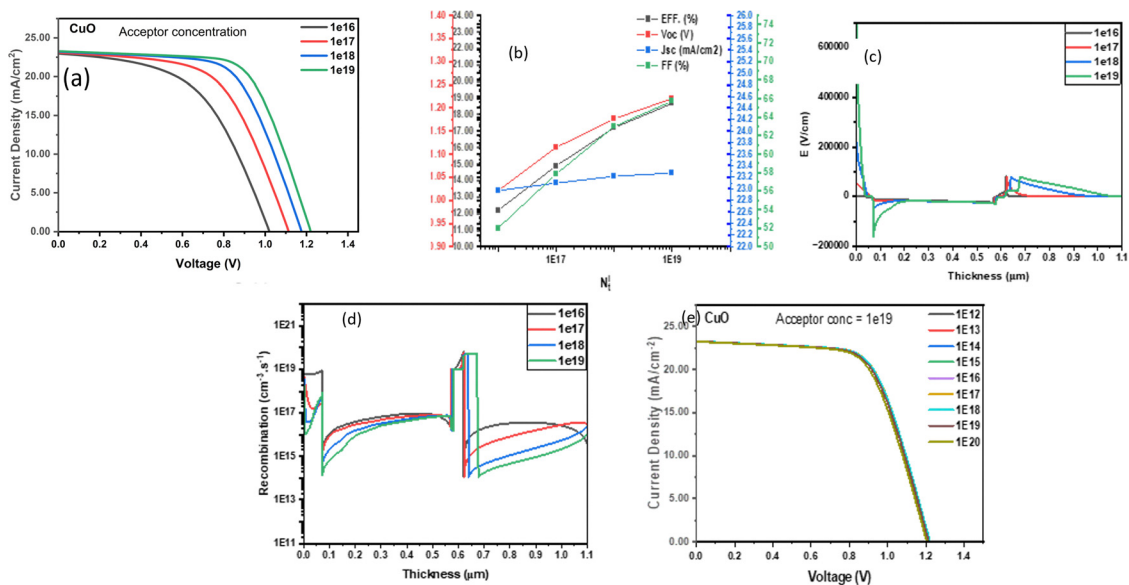 CuO Acceptor concentration
1e16
1e17
1e18
1e19
(a)
25.00
20.00
15.00
10.00
5.00
0.00
Current Density (mA/cm²)
0.0 0.2 0.4 0.6 0.8 1.0 1.2 1.4
Voltage (V)
(b)
EFF. (%)
Voc (V)
Jsc (mA/cm2)
FF (%)
1.40
1.35
1.30
1.25
1.20
1.15
1.10
1.05
1.00
0.95
0.90
24.00
23.00
22.00
21.00
20.00
19.00
18.00
17.00
16.00
15.00
14.00
13.00
12.00
11.00
10.00
26.0
25.8
25.6
25.4
25.2
25.0
24.8
24.6
24.4
24.2
24.0
23.8
23.6
23.4
23.2
23.0
22.8
22.6
22.4
22.2
22.0
74
72
70
68
66
64
62
60
58
56
54
52
50
1E17 1E19
(c)
1e16
1e17
1e18
1e19
600000
400000
200000
0
−200000
E (V/cm)
0.0 0.1 0.2 0.3 0.4 0.5 0.6 0.7 0.8 0.9 1.0 1.1
Thickness (μm)
(d)
1e16
1e17
1e18
1e19
1E21
1E19
1E17
1E15
1E13
1E11
Recombination (cm⁻³.s⁻¹)
0.0 0.1 0.2 0.3 0.4 0.5 0.6 0.7 0.8 0.9 1.0 1.1
Thickness (μm)
(e) CuO Acceptor conc = 1e19
1E12
1E13
1E14
1E15
1E16
1E17
1E18
1E19
1E20
25.00
20.00
15.00
10.00
5.00
0.00
Current Density (mA/cm⁻²)
0.0 0.2 0.4 0.6 0.8 1.0 1.2 1.4
Voltage (V)